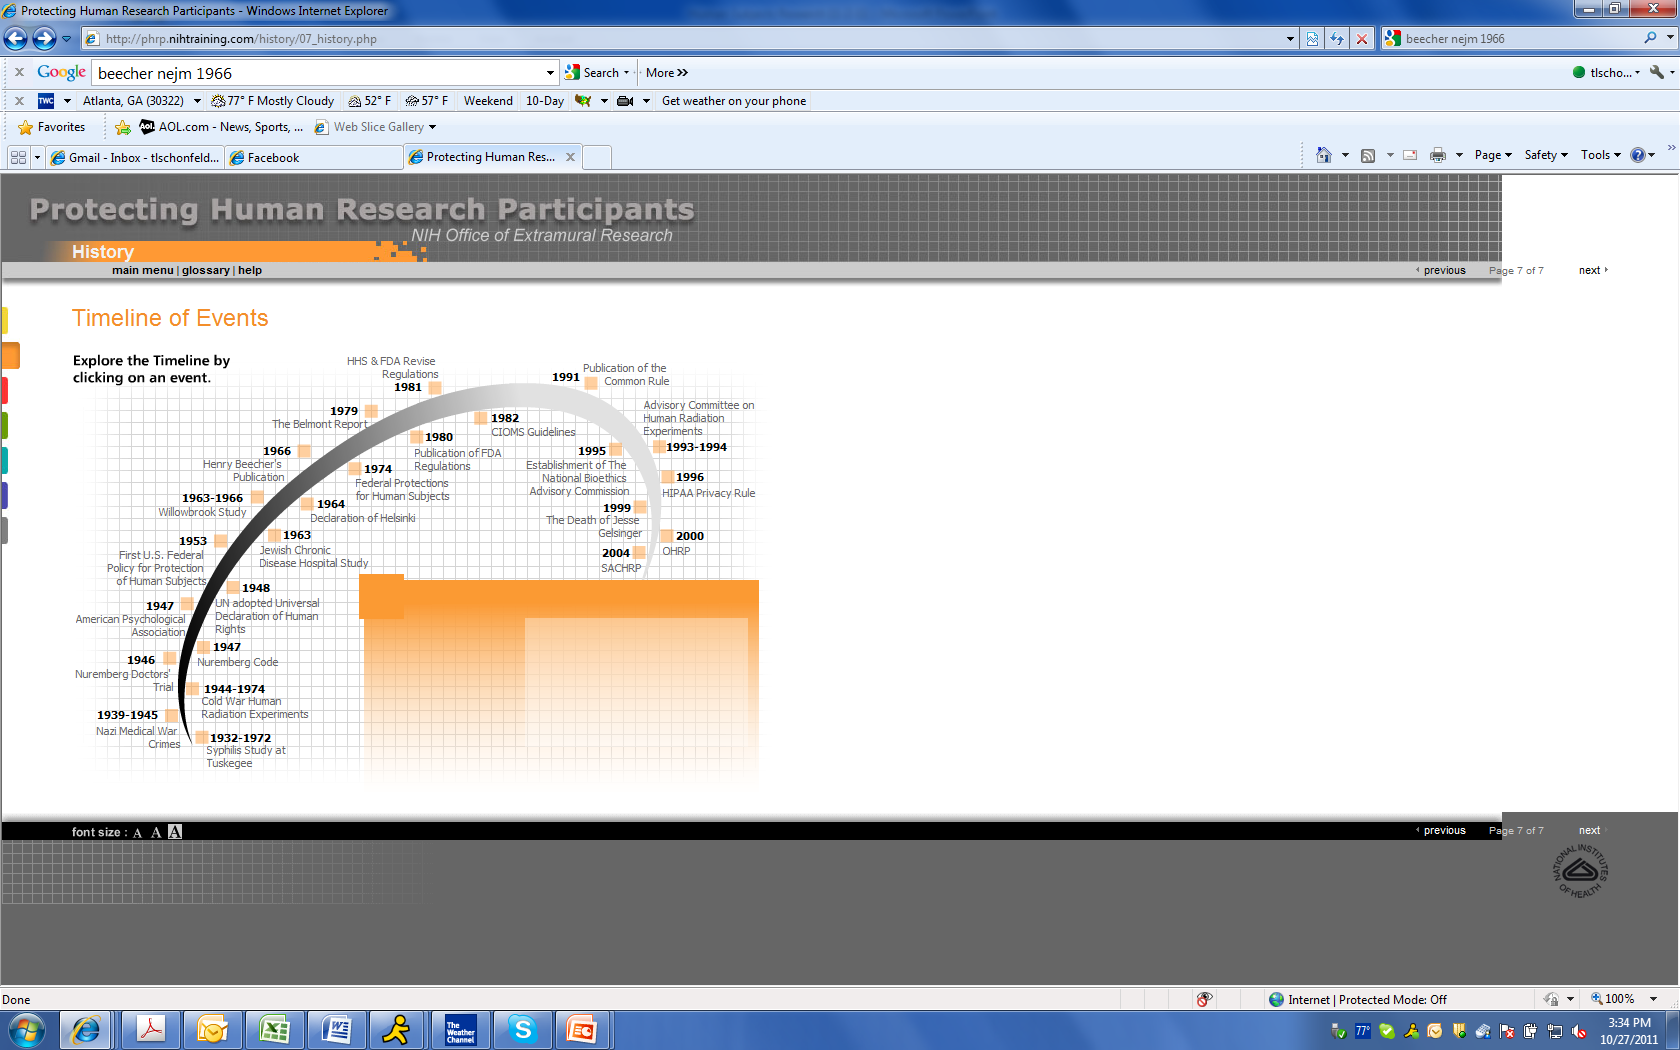 Protecting Human Research Participants - Windows Internet Explorer
http://phrp.nihtraining.com/history/07_history.php
beecher nejm 1966
x Google beecher nejm 1966 Search More »
tlscho...
x TWC Atlanta, GA (30322) 77° F Mostly Cloudy 52° F 57° F Weekend 10-Day Get weather on your phone
Favorites AOL.com - News, Sports, ... Web Slice Gallery
Gmail - Inbox - tlschonfeld... Facebook Protecting Human Res... x
Page Safety Tools
Protecting Human Research Participants
NIH Office of Extramural Research
History
main menu | glossary | help
previous Page 7 of 7 next
Timeline of Events
Explore the Timeline by
clicking on an event.
HHS & FDA Revise
Regulations
1981
1991
Publication of the
Common Rule
1979
The Belmont Report
1982
CIOMS Guidelines
Advisory Committee on
Human Radiation
Experiments
1993-1994
1980
Publication of FDA
Regulations
1966
Henry Beecher's
Publication
1995
Establishment of The
National Bioethics
Advisory Commission
1974
Federal Protections
for Human Subjects
1996
HIPAA Privacy Rule
1963-1966
Willowbrook Study
1964
Declaration of Helsinki
1999
The Death of Jesse
Gelsinger
1963
Jewish Chronic
Disease Hospital Study
2000
OHRP
1953
First U.S. Federal
Policy for Protection
of Human Subjects
2004
SACHRP
1948
UN adopted Universal
Declaration of Human
Rights
1947
American Psychological
Association
1947
Nuremberg Code
1946
Nuremberg Doctors'
Trial
1944-1974
Cold War Human
Radiation Experiments
1939-1945
Nazi Medical War
Crimes
1932-1972
Syphilis Study at
Tuskegee
font size : A A A
previous Page 7 of 7 next
NATIONAL INSTITUTES
OF HEALTH
Done
Internet | Protected Mode: Off
100%
The
Weather
Channel
77°
3:34 PM
10/27/2011